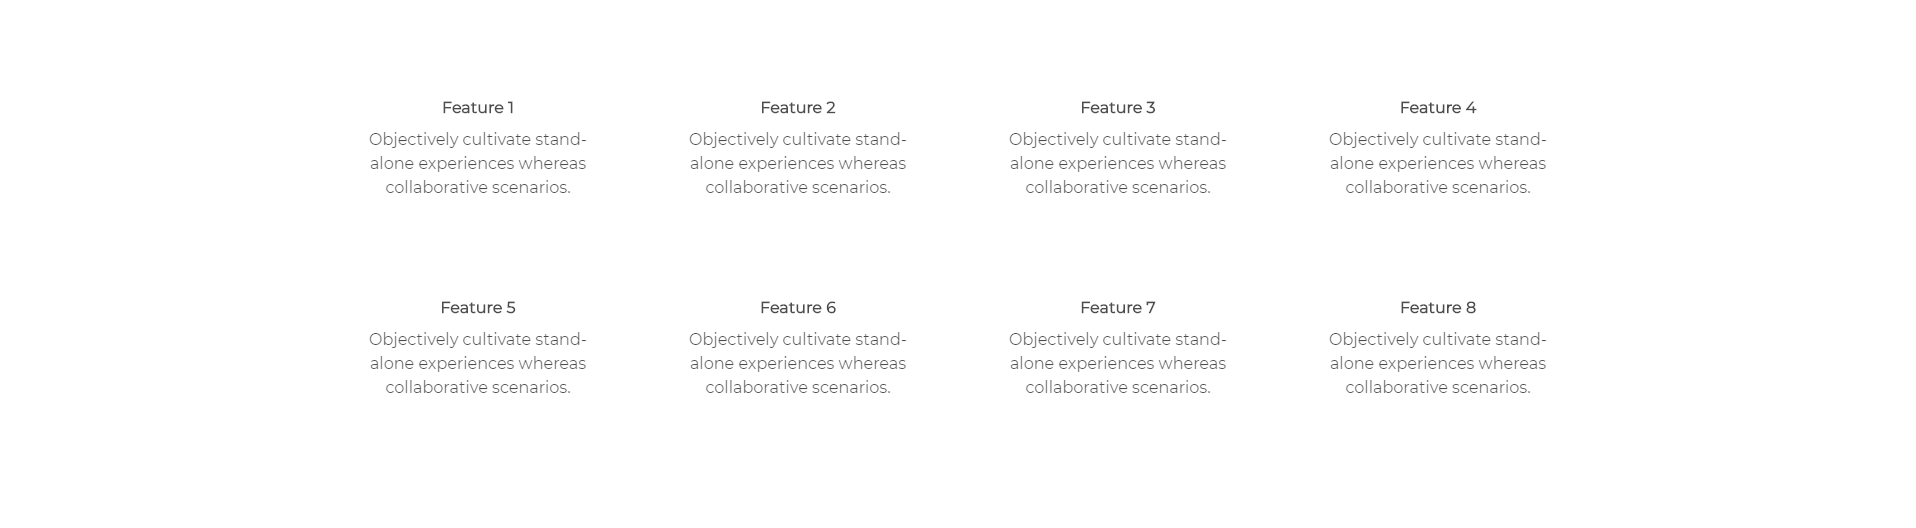 Feature 1
Objectively cultivate stand-
alone experiences whereas
collaborative scenarios.
Feature 2
Objectively cultivate stand-
alone experiences whereas
collaborative scenarios.
Feature 3
Objectively cultivate stand-
alone experiences whereas
collaborative scenarios.
Feature 4
Objectively cultivate stand-
alone experiences whereas
collaborative scenarios.
Feature 5
Objectively cultivate stand-
alone experiences whereas
collaborative scenarios.
Feature 6
Objectively cultivate stand-
alone experiences whereas
collaborative scenarios.
Feature 7
Objectively cultivate stand-
alone experiences whereas
collaborative scenarios.
Feature 8
Objectively cultivate stand-
alone experiences whereas
collaborative scenarios.